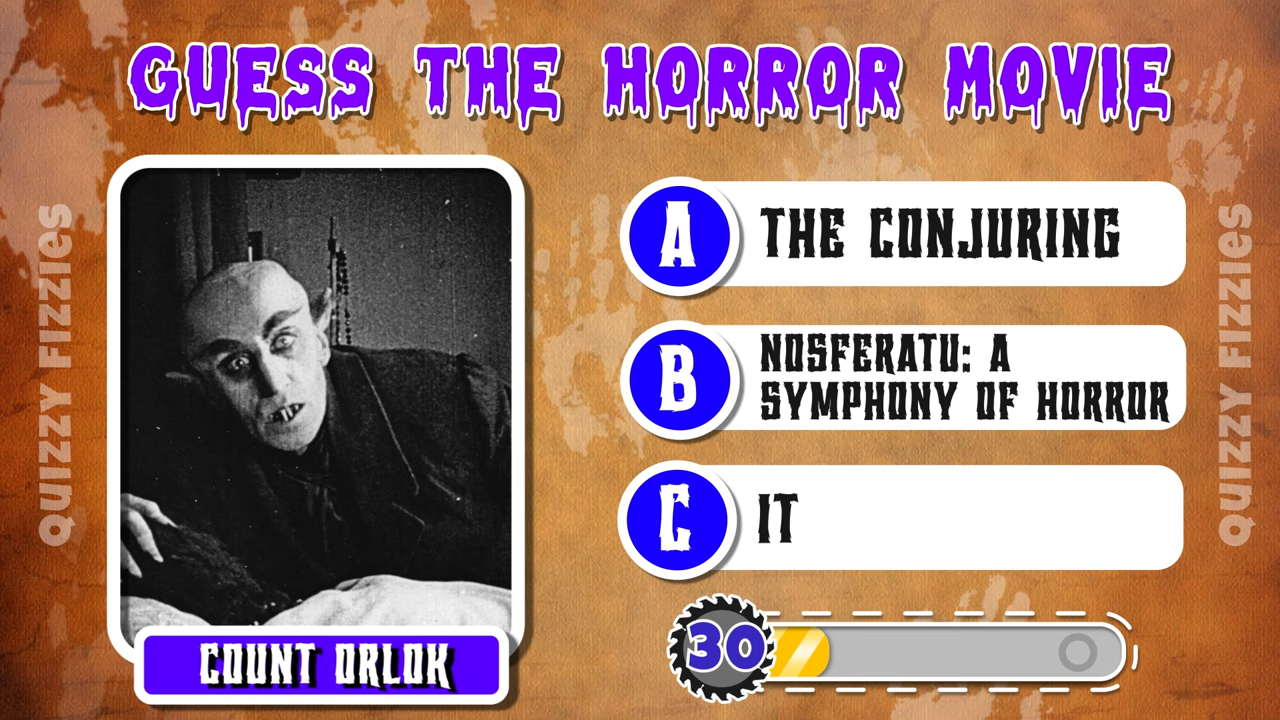 GUESS THE HORROR MOVIE
QUIZZY FIZZIES
COUNT ORLOK
A
THE CONJURING
B
NOSFERATU: A
SYMPHONY OF HORROR
C
IT
30
QUIZZY FIZZIES